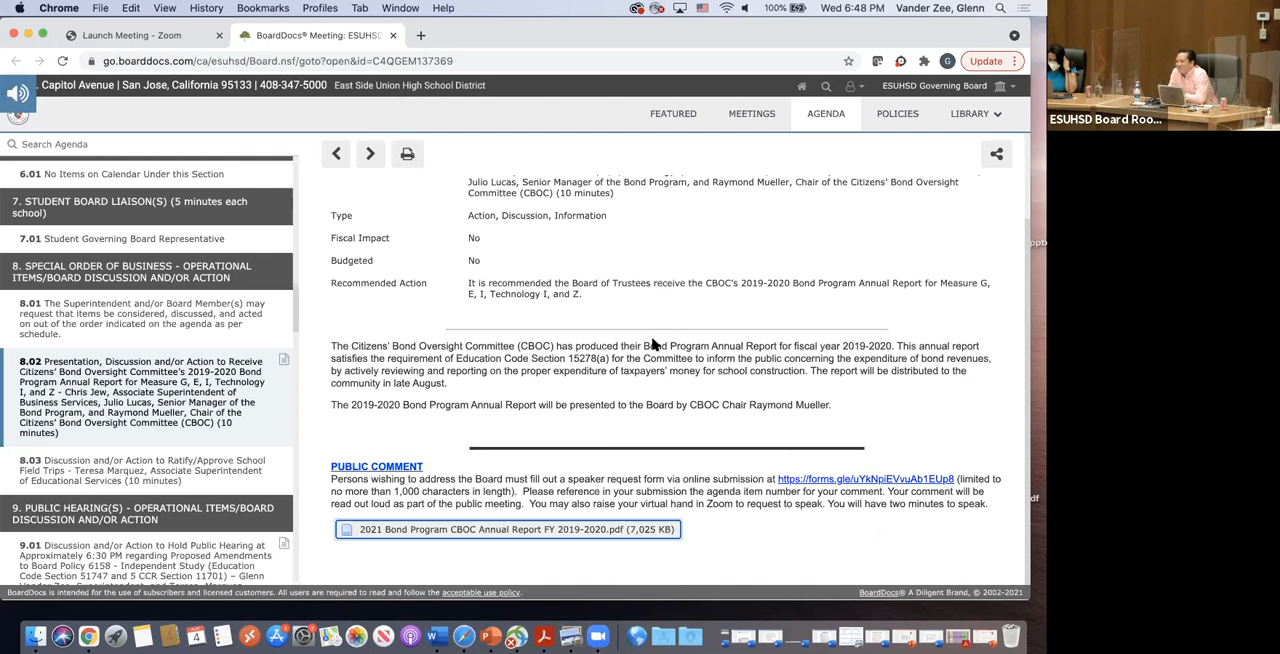 Chrome File Edit View History Bookmarks Profiles Tab Window Help 100% Wed 6:48 PM Vander Zee, Glenn
Launch Meeting - Zoom
BoardDocs® Meeting: ESUHSD
go.boarddocs.com/ca/esuhsd/Board.nsf/goto?open&id=C4QGEM137369
G
Update
Capitol Avenue | San Jose, California 95133 | 408-347-5000 East Side Union High School District
ESUHSD Governing Board
FEATURED MEETINGS AGENDA POLICIES LIBRARY
Search Agenda
6.01 No Items on Calendar Under this Section
7. STUDENT BOARD LIAISON(S) (5 minutes each
school)
7.01 Student Governing Board Representative
8. SPECIAL ORDER OF BUSINESS - OPERATIONAL
ITEMS/BOARD DISCUSSION AND/OR ACTION
8.01 The Superintendent and/or Board Member(s) may
request that items be considered, discussed, and acted
on out of the order indicated on the agenda as per
schedule.
8.02 Presentation, Discussion and/or Action to Receive
Citizens' Bond Oversight Committee's 2019-2020 Bond
Program Annual Report for Measure G, E, I, Technology
I, and Z - Chris Jew, Associate Superintendent of
Business Services, Julio Lucas, Senior Manager of the
Bond Program, and Raymond Mueller, Chair of the
Citizens' Bond Oversight Committee (CBOC) (10
minutes)
8.03 Discussion and/or Action to Ratify/Approve School
Field Trips - Teresa Marquez, Associate Superintendent
of Educational Services (10 minutes)
9. PUBLIC HEARING(S) - OPERATIONAL ITEMS/BOARD
DISCUSSION AND/OR ACTION
9.01 Discussion and/or Action to Hold Public Hearing at
Approximately 6:30 PM regarding Proposed Amendments
to Board Policy 6158 - Independent Study (Education
Code Section 51747 and 5 CCR Section 11701) – Glenn
Julio Lucas, Senior Manager of the Bond Program, and Raymond Mueller, Chair of the Citizens' Bond Oversight
Committee (CBOC) (10 minutes)
Type Action, Discussion, Information
Fiscal Impact No
Budgeted No
Recommended Action It is recommended the Board of Trustees receive the CBOC's 2019-2020 Bond Program Annual Report for Measure G,
E, I, Technology I, and Z.
The Citizens' Bond Oversight Committee (CBOC) has produced their Bond Program Annual Report for fiscal year 2019-2020. This annual report
satisfies the requirement of Education Code Section 15278(a) for the Committee to inform the public concerning the expenditure of bond revenues,
by actively reviewing and reporting on the proper expenditure of taxpayers' money for school construction. The report will be distributed to the
community in late August.
The 2019-2020 Bond Program Annual Report will be presented to the Board by CBOC Chair Raymond Mueller.
PUBLIC COMMENT
Persons wishing to address the Board must fill out a speaker request form via online submission at https://forms.gle/uYkNpiEVvuAb1EUp8 (limited to
no more than 1,000 characters in length). Please reference in your submission the agenda item number for your comment. Your comment will be
read out loud as part of the public meeting. You may also raise your virtual hand in Zoom to request to speak. You will have two minutes to speak.
2021 Bond Program CBOC Annual Report FY 2019-2020.pdf (7,025 KB)
BoardDocs is intended for the use of subscribers and licensed customers. All users are required to read and follow the acceptable use policy.
BoardDocs® A Diligent Brand, © 2002-2021
ESUHSD Board Roo...
pptx
df
4